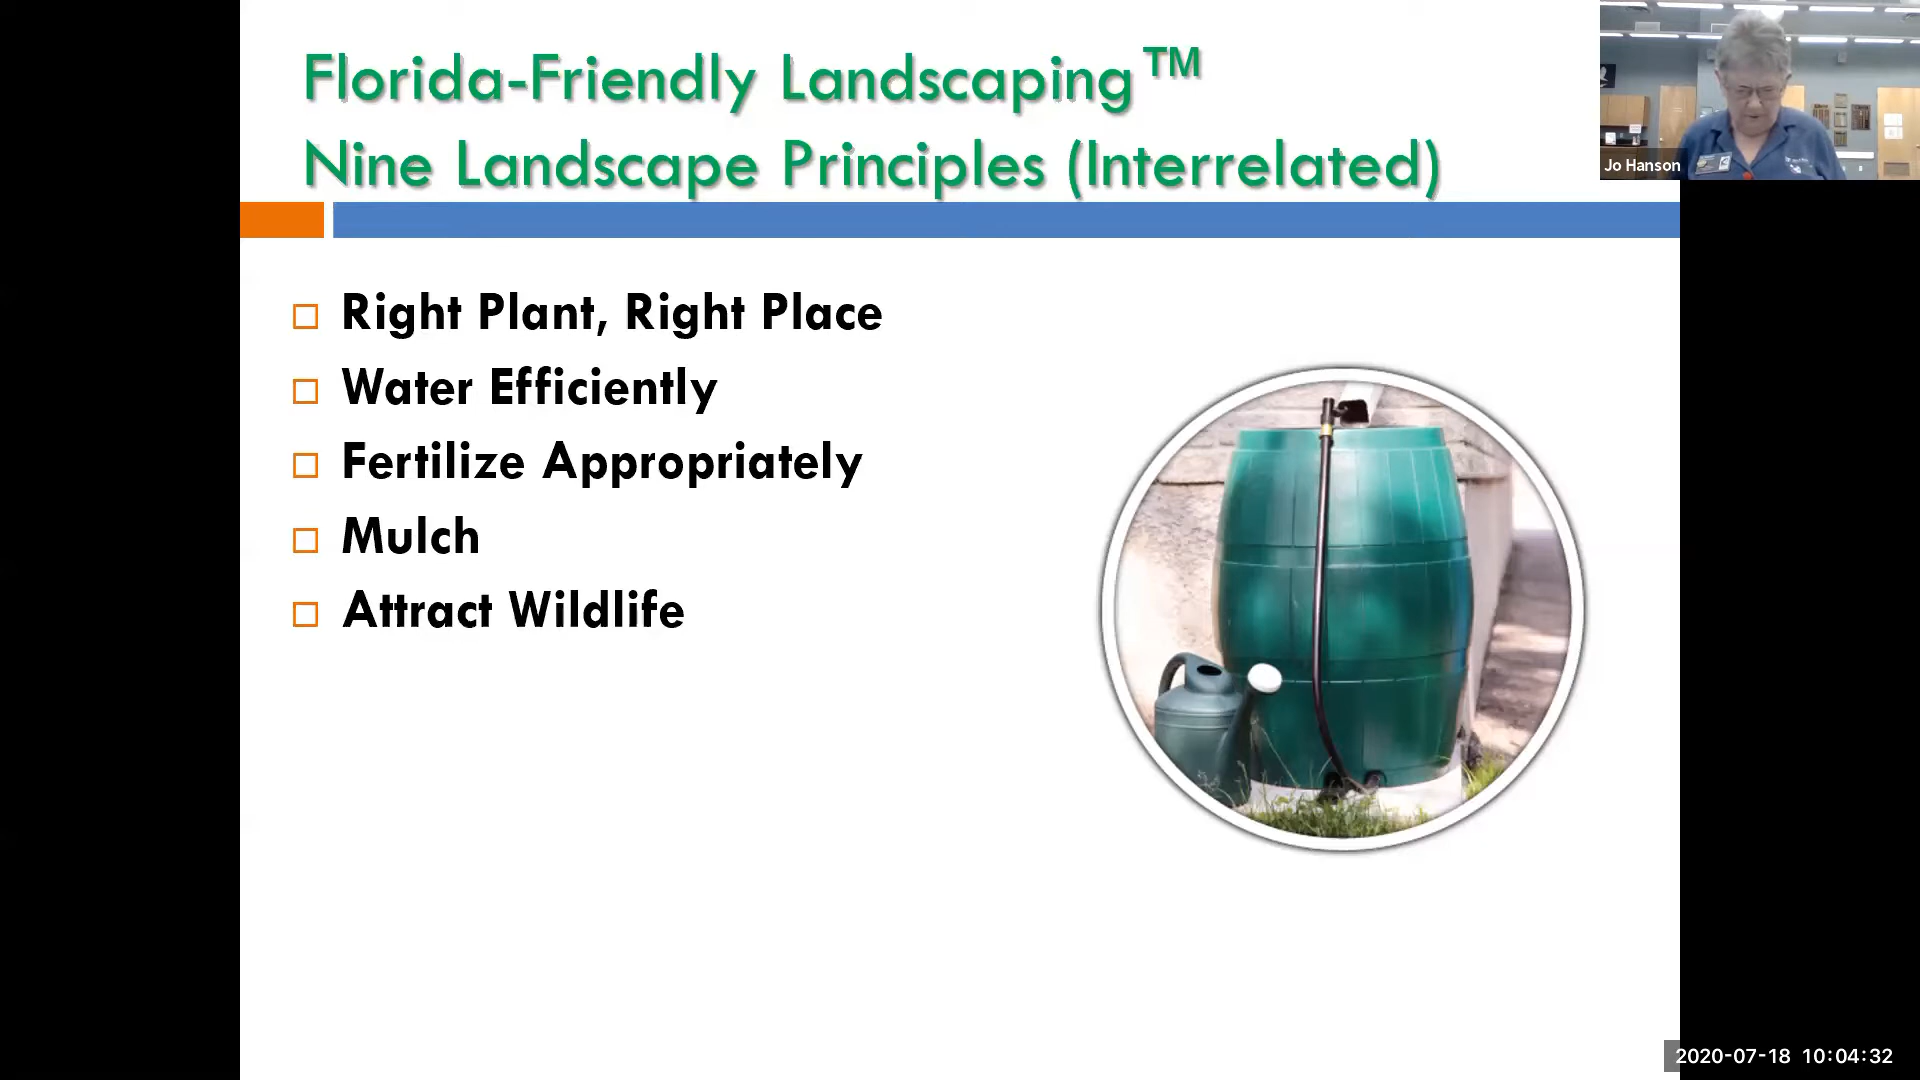 Florida-Friendly Landscaping™
Nine Landscape Principles (Interrelated)
Right Plant, Right Place
Water Efficiently
Fertilize Appropriately
Mulch
Attract Wildlife
Jo Hanson
2020-07-18 10:04:32